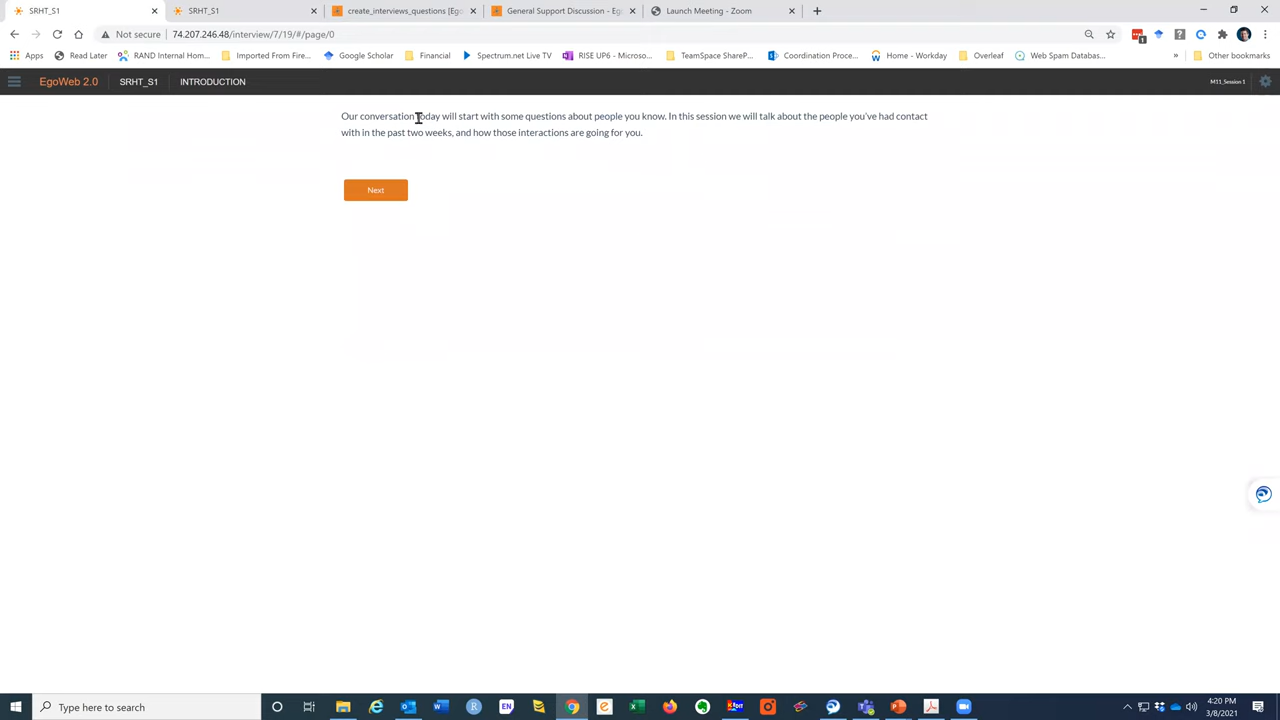 SRHT_S1
SRHT_S1
create_interviews_questions [Ego
General Support Discussion - Eg
Launch Meeting - Zoom
Not secure
74.207.246.48/interview/7/19/#/page/0
1
Apps
Read Later
RAND Internal Hom...
Imported From Fire...
Google Scholar
Financial
Spectrum.net Live TV
RISE UP6 - Microso...
TeamSpace ShareP...
Coordination Proce...
Home - Workday
Overleaf
Web Spam Databas...
»
Other bookmarks
EgoWeb 2.0
SRHT_S1
INTRODUCTION
M11_Session 1
Our conversation today will start with some questions about people you know. In this session we will talk about the people you've had contact
with in the past two weeks, and how those interactions are going for you.
Next
Type here to search
EN
4:20 PM
3/8/2021